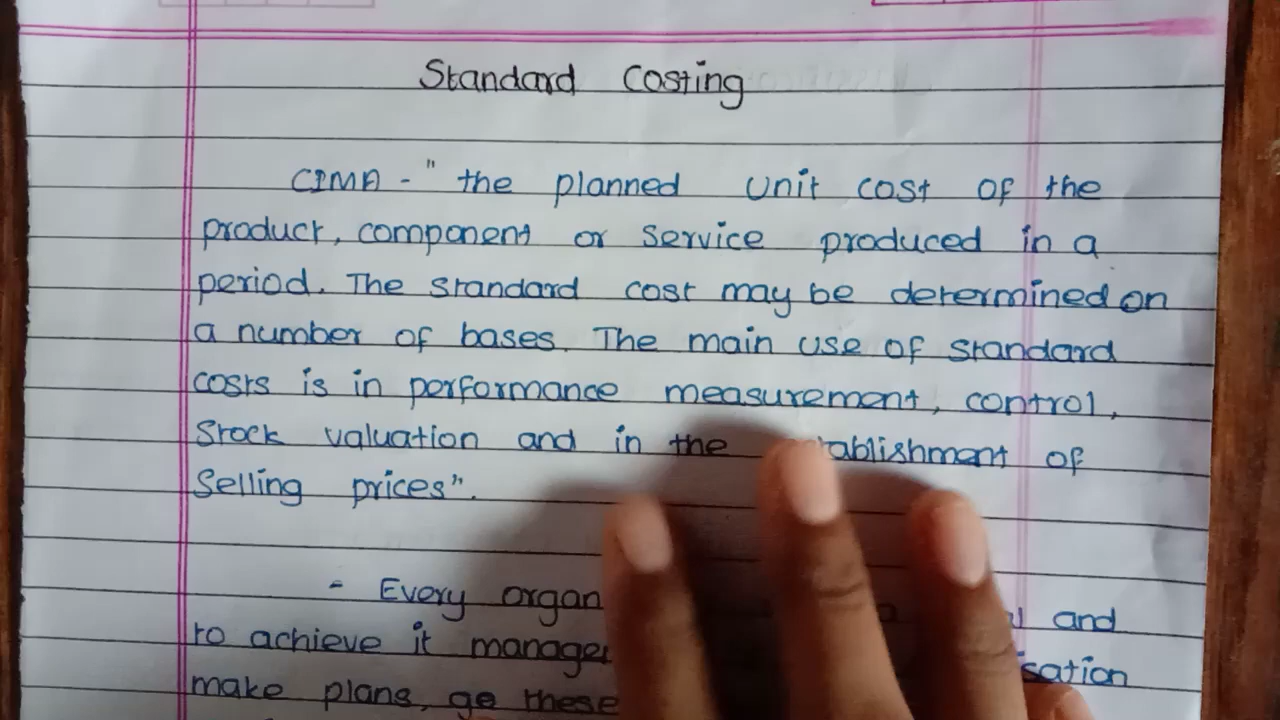 Standard Costing
CIMA - " the planned unit cost of the
product, component or service produced in a
period. The standard cost may be determined on
a number of bases. The main use of standard
costs is in performance measurement, control,
Stock valuation and in the
Selling prices".
- Every and
to achieve it
make plans, ge these